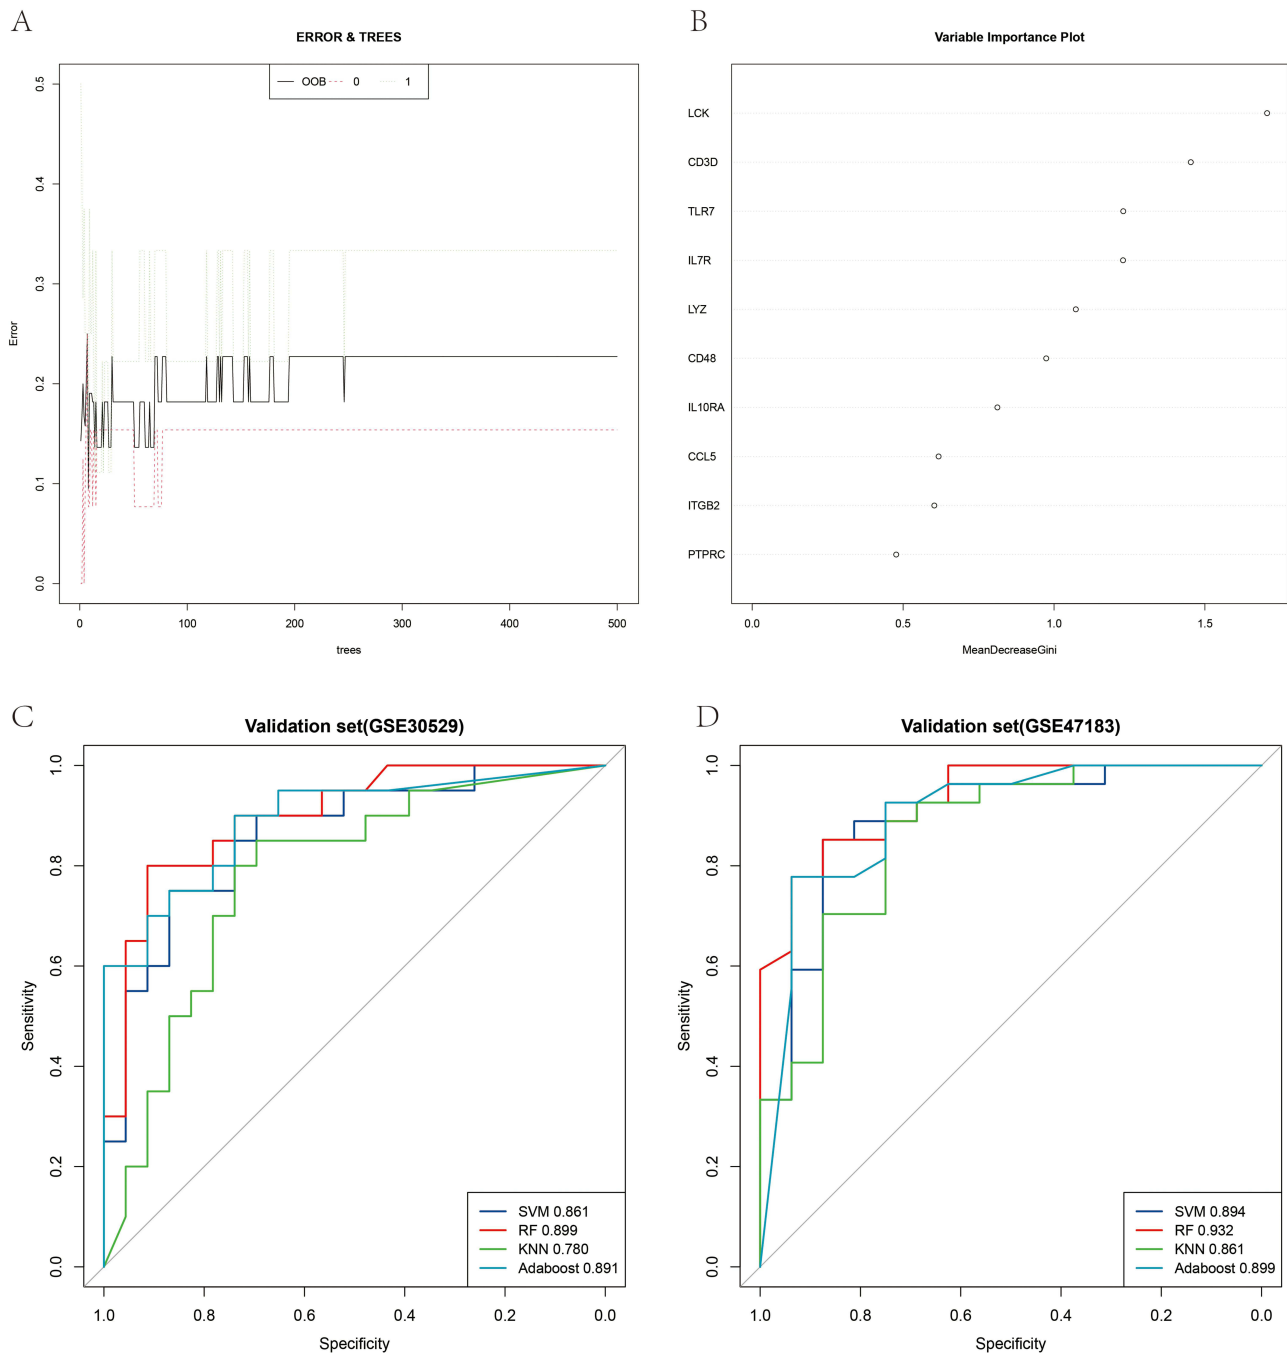 A
ERROR & TREES
OOB 0 1
0.5
0.4
0.3
0.2
0.1
0.0
Error
0 100 200 300 400 500
trees
B
Variable Importance Plot
LCK
CD3D
TLR7
IL7R
LYZ
CD48
IL10RA
CCL5
ITGB2
PTPRC
0.0 0.5 1.0 1.5
MeanDecreaseGini
C
Validation set(GSE30529)
1.0
0.8
0.6
0.4
0.2
0.0
Sensitivity
SVM 0.861
RF 0.899
KNN 0.780
Adaboost 0.891
1.0 0.8 0.6 0.4 0.2 0.0
Specificity
D
Validation set(GSE47183)
1.0
0.8
0.6
0.4
0.2
0.0
Sensitivity
SVM 0.894
RF 0.932
KNN 0.861
Adaboost 0.899
1.0 0.8 0.6 0.4 0.2 0.0
Specificity